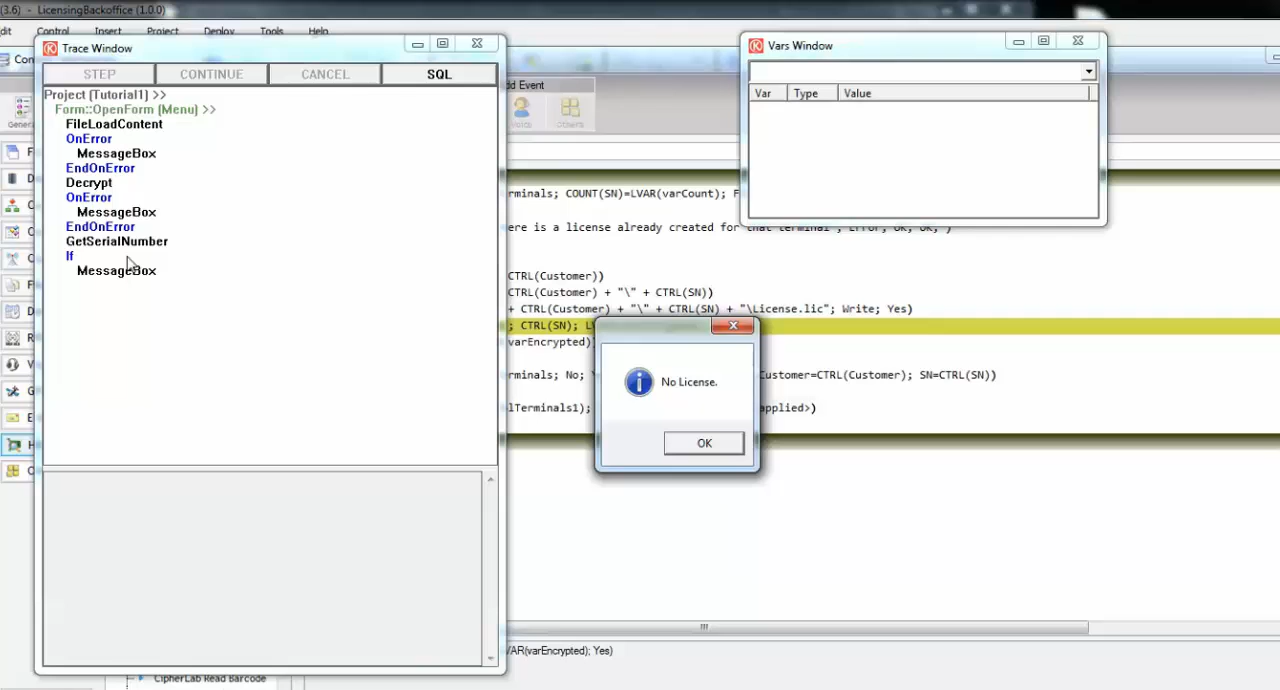 (3.6) - LicensingBackoffice (1.0.0)
dit Control Insert Project Deploy Tools Help
Trace Window
STEP CONTINUE CANCEL SQL
Project [Tutorial1] >>
Form::OpenForm [Menu] >>
FileLoadContent
OnError
MessageBox
EndOnError
Decrypt
OnError
MessageBox
EndOnError
GetSerialNumber
If
MessageBox
dd Event
Vars Window
Var Type Value
rminals; COUNT(SN)=LVAR(varCount); F
ere is a license already created for that terminal ; Error; OK; OK; )
CTRL(Customer))
CTRL(Customer) + "\" + CTRL(SN))
+ CTRL(Customer) + "\" + CTRL(SN) + "\License.lic"; Write; Yes)
; CTRL(SN); L
varEncrypted)
rminals; No; Customer=CTRL(Customer); SN=CTRL(SN))
lTerminals1); applied>)
No License.
OK
VAR(varEncrypted); Yes)
CipherLab Read Barcode